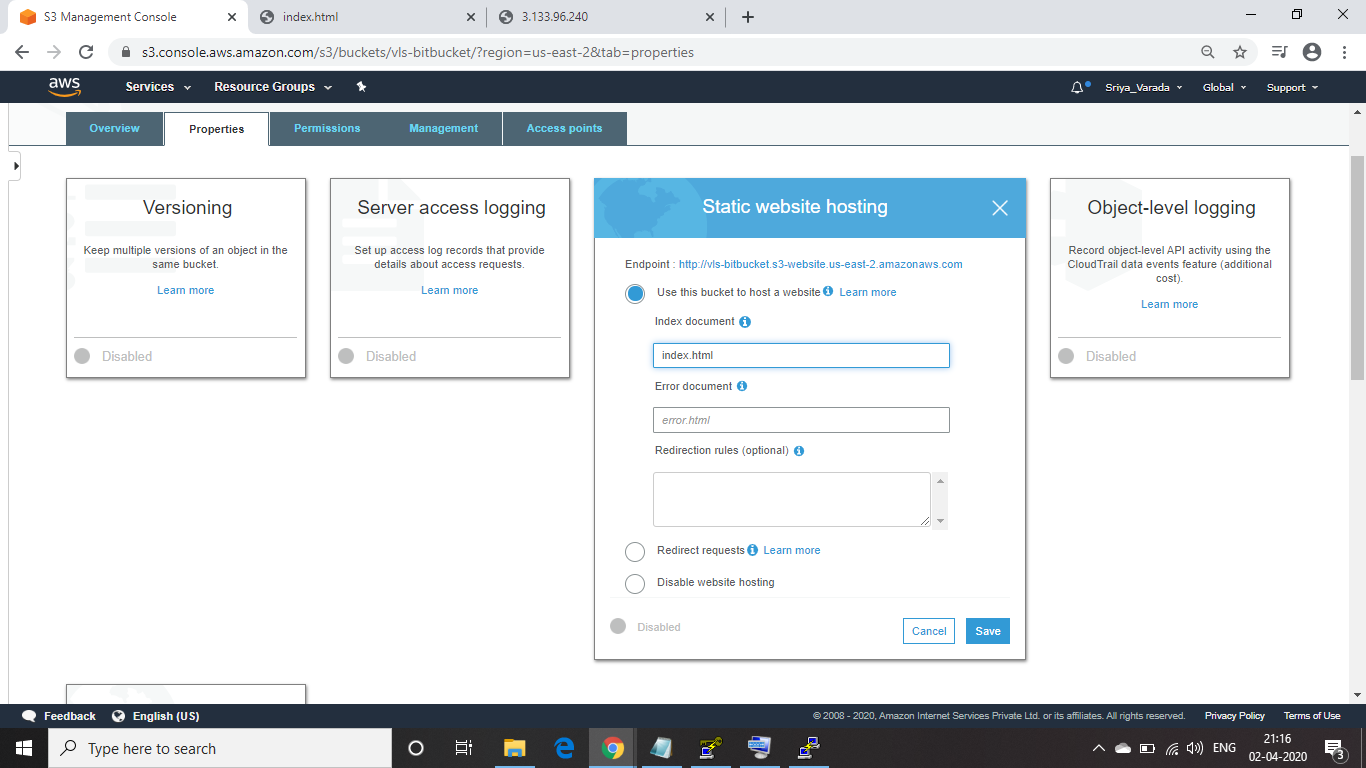 S3 Management Console
index.html
3.133.96.240
s3.console.aws.amazon.com/s3/buckets/vls-bitbucket/?region=us-east-2&tab=properties
aws
Services
Resource Groups
Sriya_Varada
Global
Support
Overview
Properties
Permissions
Management
Access points
Versioning
Keep multiple versions of an object in the
same bucket.
Learn more
Disabled
Server access logging
Set up access log records that provide
details about access requests.
Learn more
Disabled
Static website hosting
Endpoint : http://vls-bitbucket.s3-website.us-east-2.amazonaws.com
Use this bucket to host a website Learn more
Index document
index.html
Error document
error.html
Redirection rules (optional)
Redirect requests Learn more
Disable website hosting
Disabled
Cancel
Save
Object-level logging
Record object-level API activity using the
CloudTrail data events feature (additional
cost).
Learn more
Disabled
Feedback
English (US)
© 2008 - 2020, Amazon Internet Services Private Ltd. or its affiliates. All rights reserved.
Privacy Policy
Terms of Use
Type here to search
ENG
21:16
02-04-2020
3